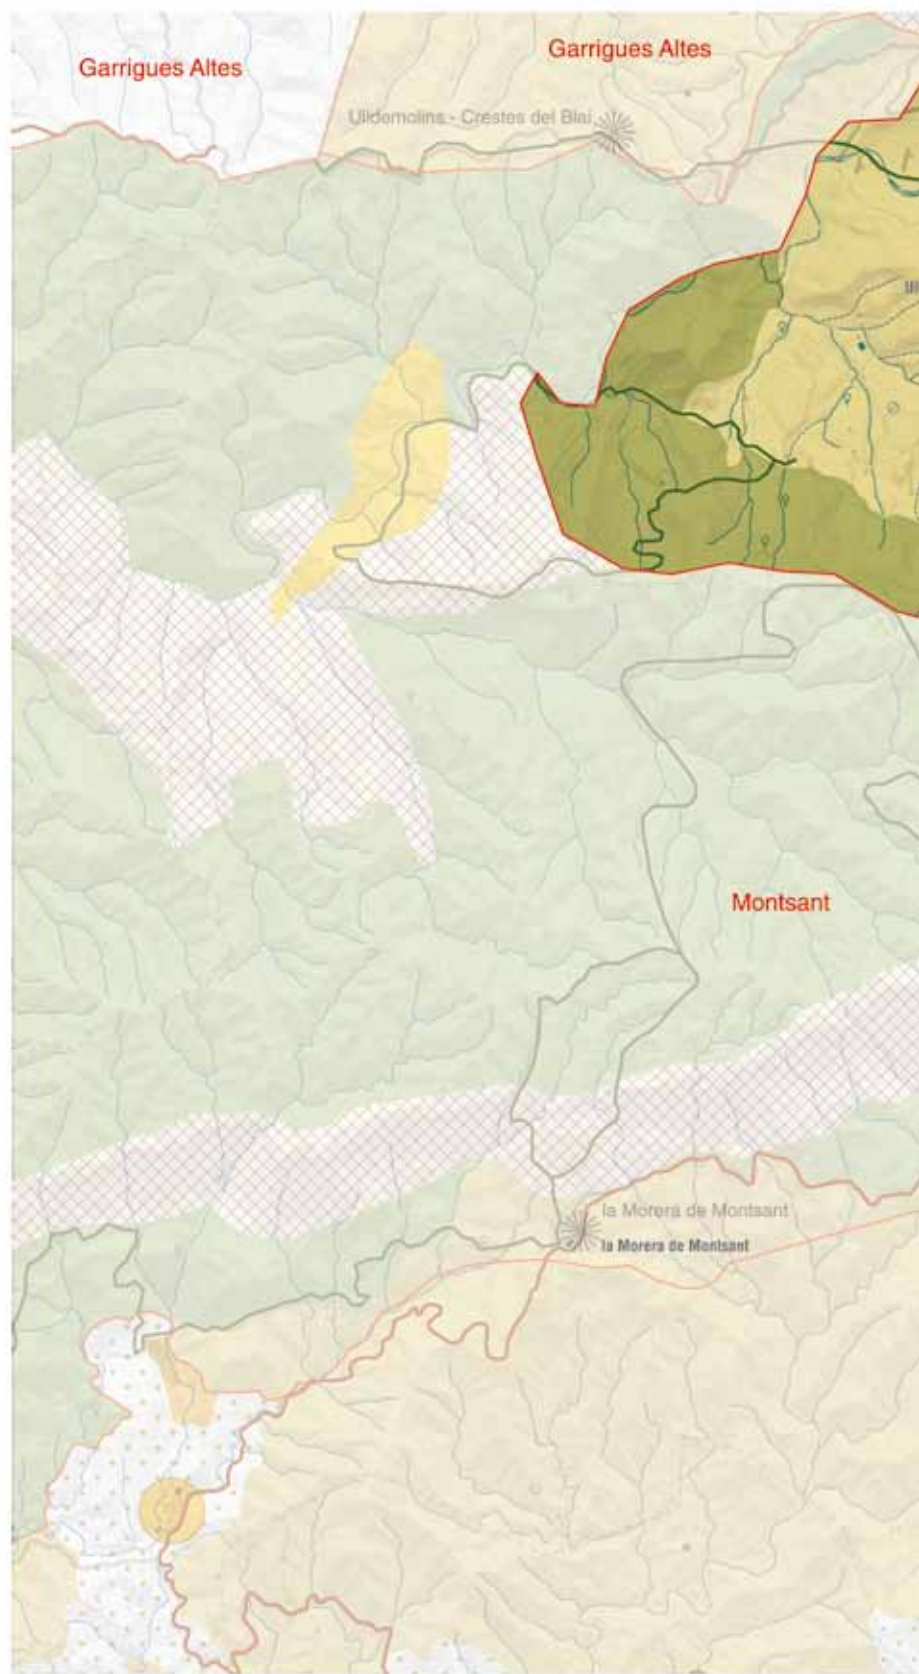 Garrigues Altes
Garrigues Altes
Ulldemolins - Crestes del Blai
Montsant
la Morera de Montsant
la Morera de Montsant